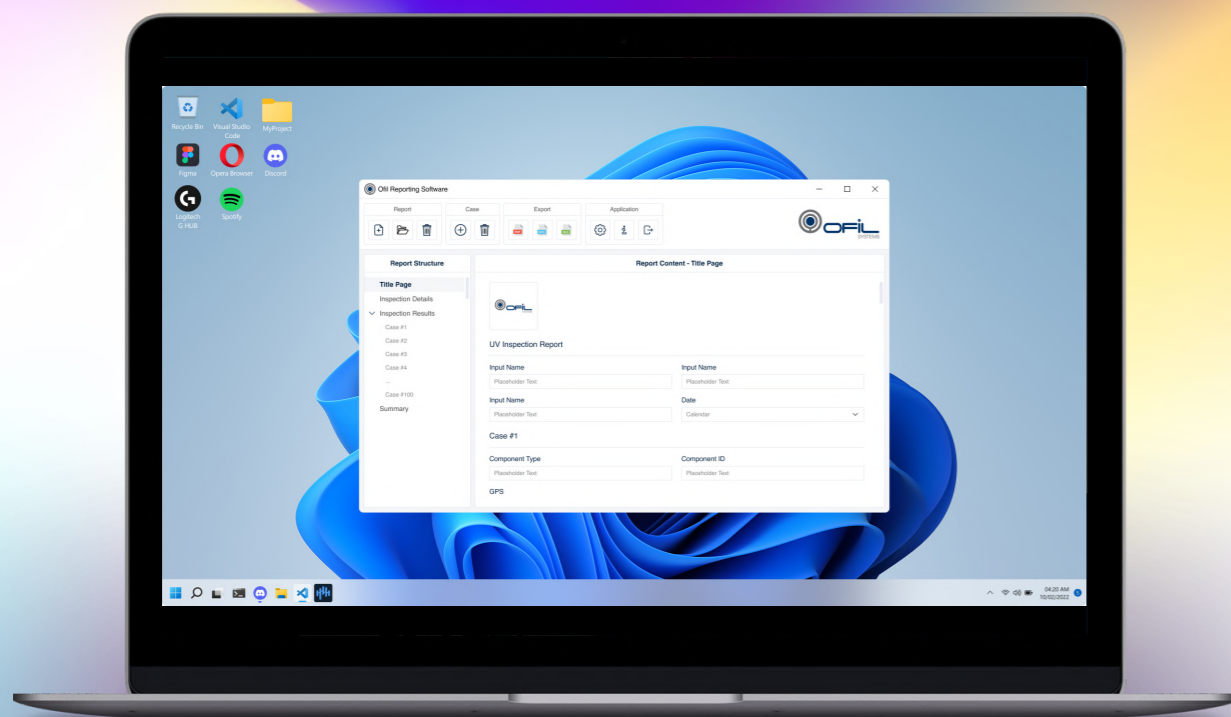 Recycle Bin
Visual Studio
Code
MyProject
Figma
Opera Browser
Discord
Logitech
G HUB
Spotify
Ofil Reporting Software
Report
Case
Export
Application
OFiL
SYSTEMS
Report Structure
Title Page
Inspection Details
Inspection Results
Case #1
Case #2
Case #3
Case #4
...
Case #100
Summary
Report Content - Title Page
OFiL
UV Inspection Report
Input Name
Input Name
Placeholder Text
Placeholder Text
Input Name
Date
Placeholder Text
Calendar
Case #1
Component Type
Component ID
Placeholder Text
Placeholder Text
GPS
04:20 AM
10/02/2022